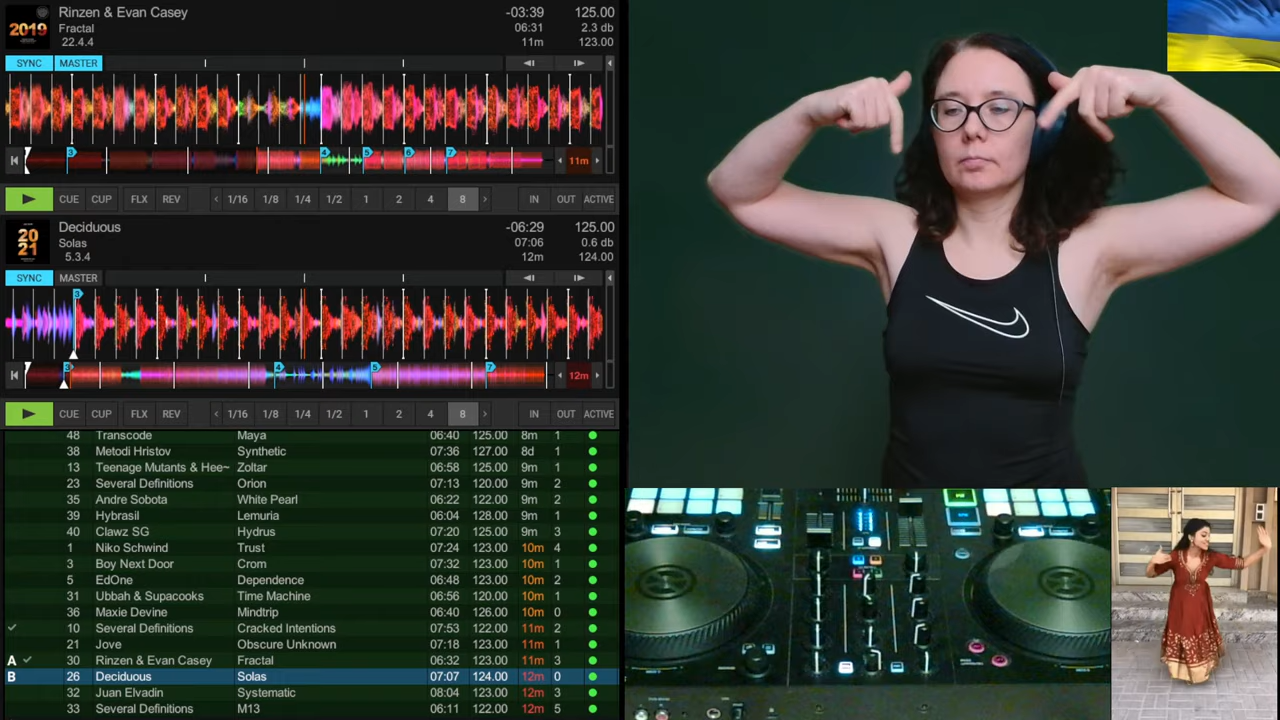 2019
Rinzen & Evan Casey
-03:39
125.00
Fractal
06:31
2.3 db
22.4.4
11m
123.00
SYNC MASTER
3 4 5 6 7 11m
CUE CUP FLX REV 1/16 1/8 1/4 1/2 1 2 4 8 IN OUT ACTIVE
20
21
Deciduous
-06:29
125.00
Solas
07:06
0.6 db
5.3.4
12m
124.00
SYNC MASTER
3
3 4 5 7 12m
CUE CUP FLX REV 1/16 1/8 1/4 1/2 1 2 4 8 IN OUT ACTIVE
48 Transcode Maya 06:40 125.00 8m 1
38 Metodi Hristov Synthetic 07:36 127.00 8d 1
13 Teenage Mutants & Hee~ Zoltar 06:58 125.00 9m 1
23 Several Definitions Orion 07:13 120.00 9m 2
35 Andre Sobota White Pearl 06:22 122.00 9m 2
39 Hybrasil Lemuria 06:04 128.00 9m 1
40 Clawz SG Hydrus 07:20 125.00 9m 3
1 Niko Schwind Trust 07:24 123.00 10m 4
3 Boy Next Door Crom 07:32 123.00 10m 1
5 EdOne Dependence 06:48 123.00 10m 2
31 Ubbah & Supacooks Time Machine 06:56 120.00 10m 1
36 Maxie Devine Mindtrip 06:40 126.00 10m 0
10 Several Definitions Cracked Intentions 07:53 122.00 11m 2
21 Jove Obscure Unknown 07:18 123.00 11m 1
A 30 Rinzen & Evan Casey Fractal 06:32 123.00 11m 3
B 26 Deciduous Solas 07:07 124.00 12m 0
32 Juan Elvadin Systematic 08:04 123.00 12m 3
33 Several Definitions M13 06:11 122.00 12m 5